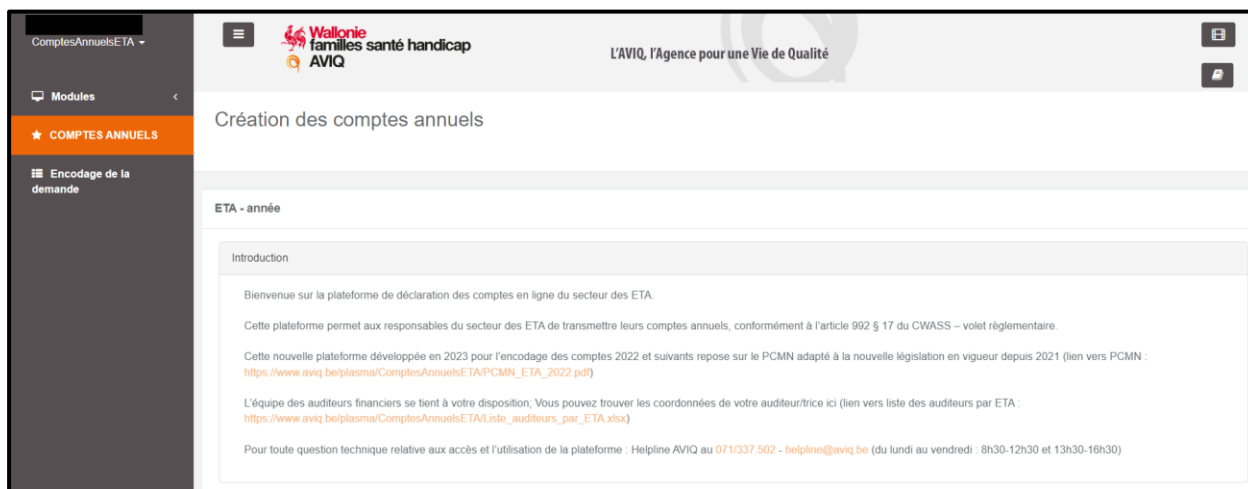 ComptesAnnuelsETA
Modules
COMPTES ANNUELS
Encodage de la
demande
Wallonie
familles santé handicap
AVIQ
L'AVIQ, l'Agence pour une Vie de Qualité
Création des comptes annuels
ETA - année
Introduction
Bienvenue sur la plateforme de déclaration des comptes en ligne du secteur des ETA.
Cette plateforme permet aux responsables du secteur des ETA de transmettre leurs comptes annuels, conformément à l'article 992 § 17 du CWASS – volet règlementaire.
Cette nouvelle plateforme développée en 2023 pour l'encodage des comptes 2022 et suivants repose sur le PCMN adapté à la nouvelle législation en vigueur depuis 2021 (lien vers PCMN :
https://www.aviq.be/plasma/ComptesAnnuelsETA/PCMN_ETA_2022.pdf)
L'équipe des auditeurs financiers se tient à votre disposition; Vous pouvez trouver les coordonnées de votre auditeur/trice ici (lien vers liste des auditeurs par ETA :
https://www.aviq.be/plasma/ComptesAnnuelsETA/Liste_auditeurs_par_ETA.xlsx)
Pour toute question technique relative aux accès et l'utilisation de la plateforme : Helpline AVIQ au 071/337 502 - helpline@aviq.be (du lundi au vendredi : 8h30-12h30 et 13h30-16h30)